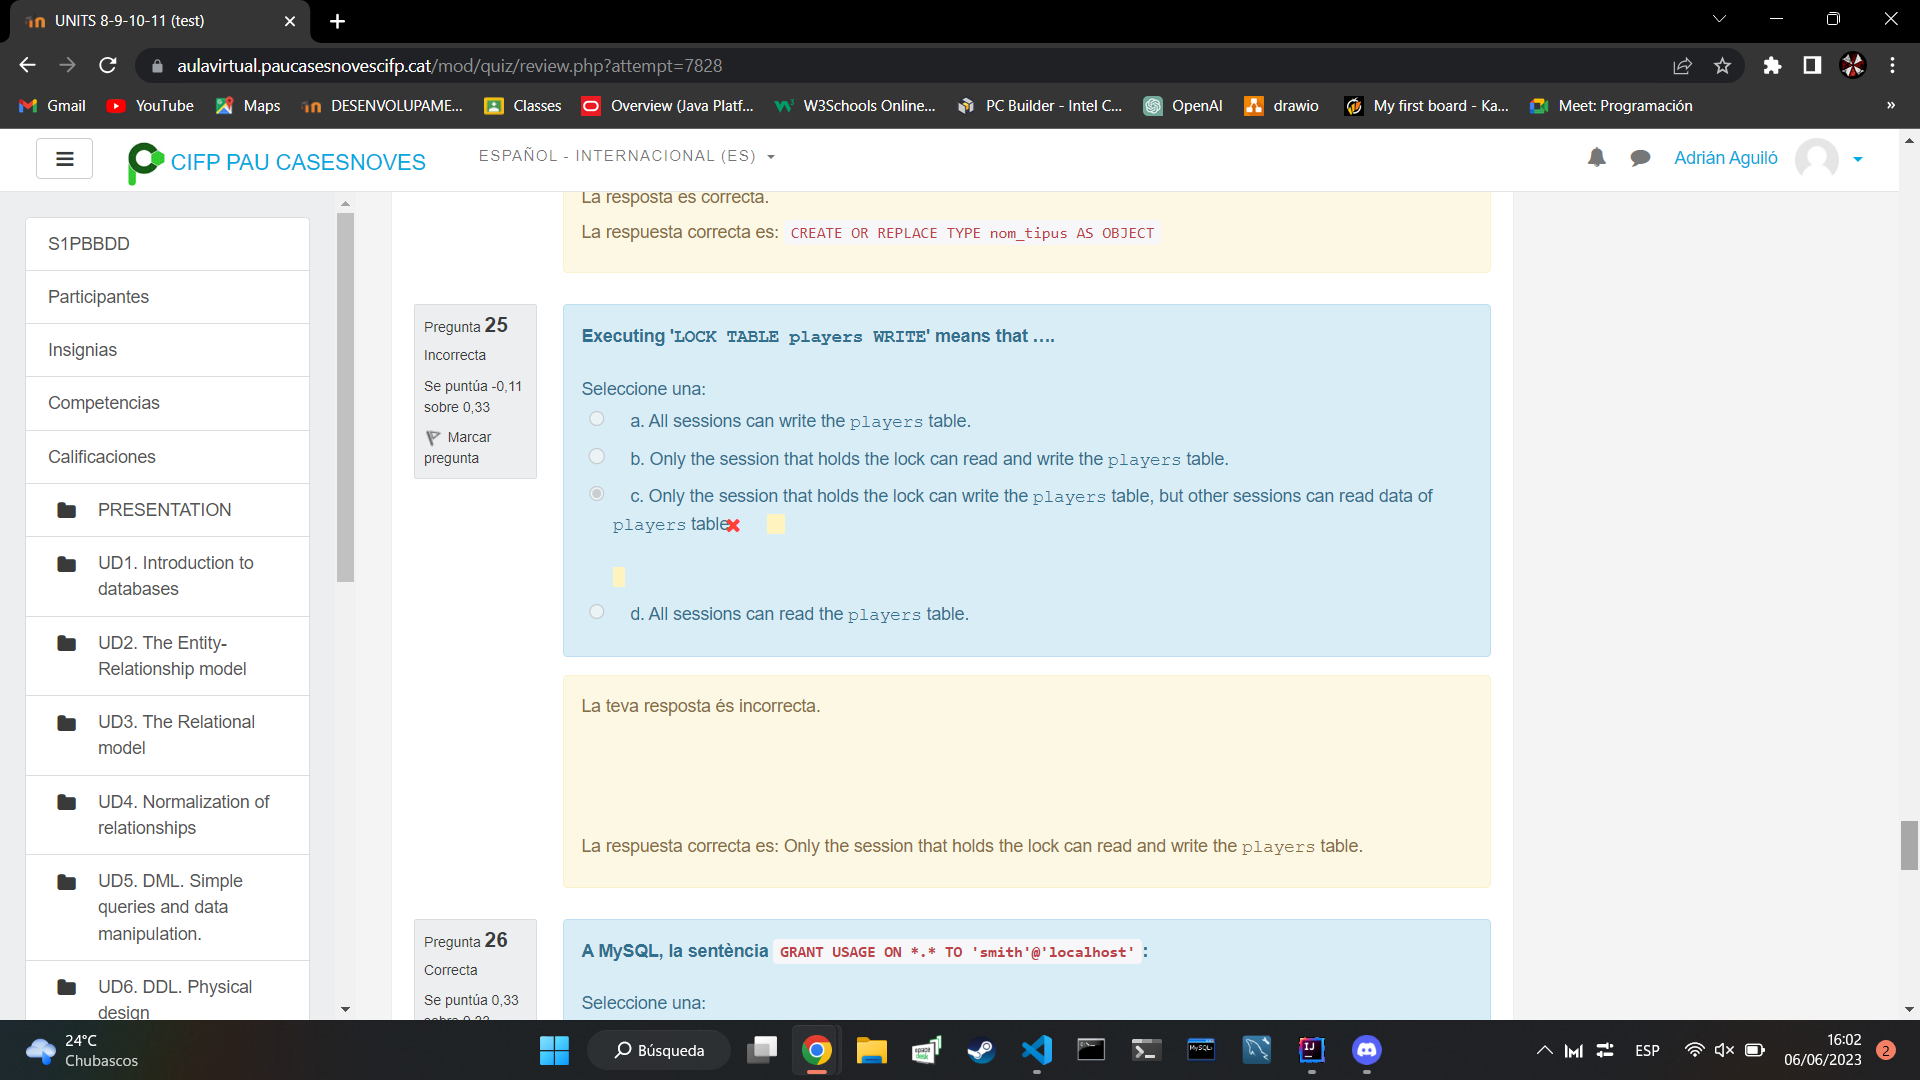 UNITS 8-9-10-11 (test)
aulavirtual.paucasesnovescifp.cat/mod/quiz/review.php?attempt=7828
Gmail YouTube Maps DESENVOLUPAME... Classes Overview (Java Platf... W3Schools Online... PC Builder - Intel C... OpenAI drawio My first board - Ka... Meet: Programación »
CIFP PAU CASESNOVES ESPAÑOL - INTERNACIONAL (ES) Adrián Aguiló
S1PBBDD
Participantes
Insignias
Competencias
Calificaciones
PRESENTATION
UD1. Introduction to
databases
UD2. The Entity-
Relationship model
UD3. The Relational
model
UD4. Normalization of
relationships
UD5. DML. Simple
queries and data
manipulation.
UD6. DDL. Physical
design
La resposta es correcta.
La respuesta correcta es: CREATE OR REPLACE TYPE nom_tipus AS OBJECT
Pregunta 25
Incorrecta
Se puntúa -0,11
sobre 0,33
Marcar
pregunta
Executing 'LOCK TABLE players WRITE' means that ....
Seleccione una:
a. All sessions can write the players table.
b. Only the session that holds the lock can read and write the players table.
c. Only the session that holds the lock can write the players table, but other sessions can read data of
players table
d. All sessions can read the players table.
La teva resposta és incorrecta.
La respuesta correcta es: Only the session that holds the lock can read and write the players table.
Pregunta 26
Correcta
Se puntúa 0,33
sobre 0,33
A MySQL, la sentència GRANT USAGE ON *.* TO 'smith'@'localhost' :
Seleccione una:
24°C
Chubascos
Búsqueda
ESP
16:02
06/06/2023
2